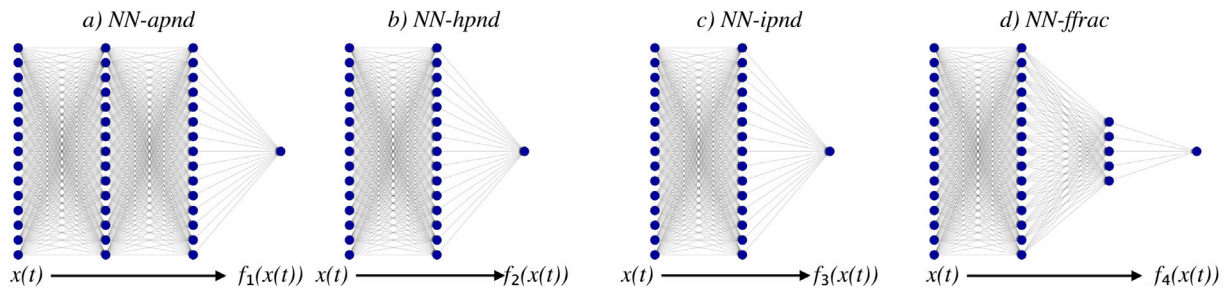 a) NN-apnd
b) NN-hpnd
c) NN-ipnd
d) NN-ffrac
x(t) f₁(x(t))
x(t) f₂(x(t))
x(t) f₃(x(t))
x(t) f₄(x(t))